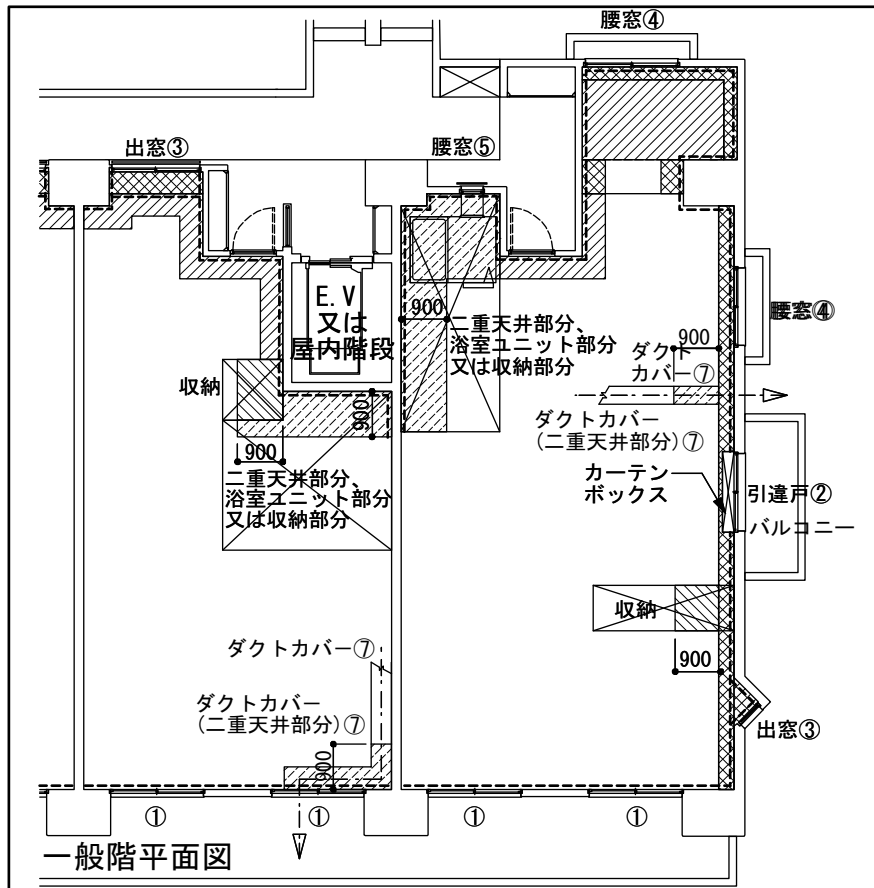 腰窓④
出窓③
腰窓⑤
E.V
又は
屋内階段
900
二重天井部分、
浴室ユニット部分
又は収納部分
腰窓④
900
ダクト
カバー⑦
収納
900
ダクトカバー
(二重天井部分)⑦
900
二重天井部分、
浴室ユニット部分
又は収納部分
カーテン
ボックス
引違戸②
バルコニー
収納
ダクトカバー⑦
900
ダクトカバー
(二重天井部分)⑦
出窓③
900
①
①
①
①
一般階平面図